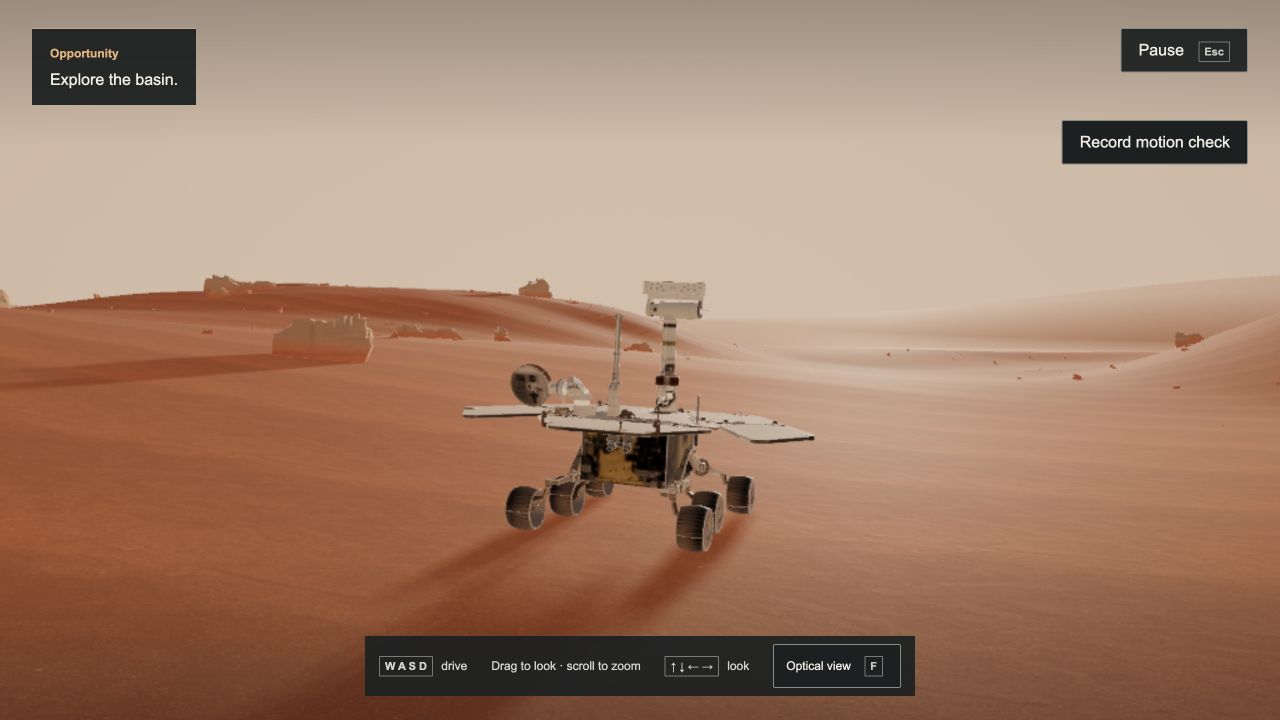 Opportunity
Explore the basin.
Pause Esc
Record motion check
W A S D drive Drag to look · scroll to zoom ↑↓←→ look Optical view F